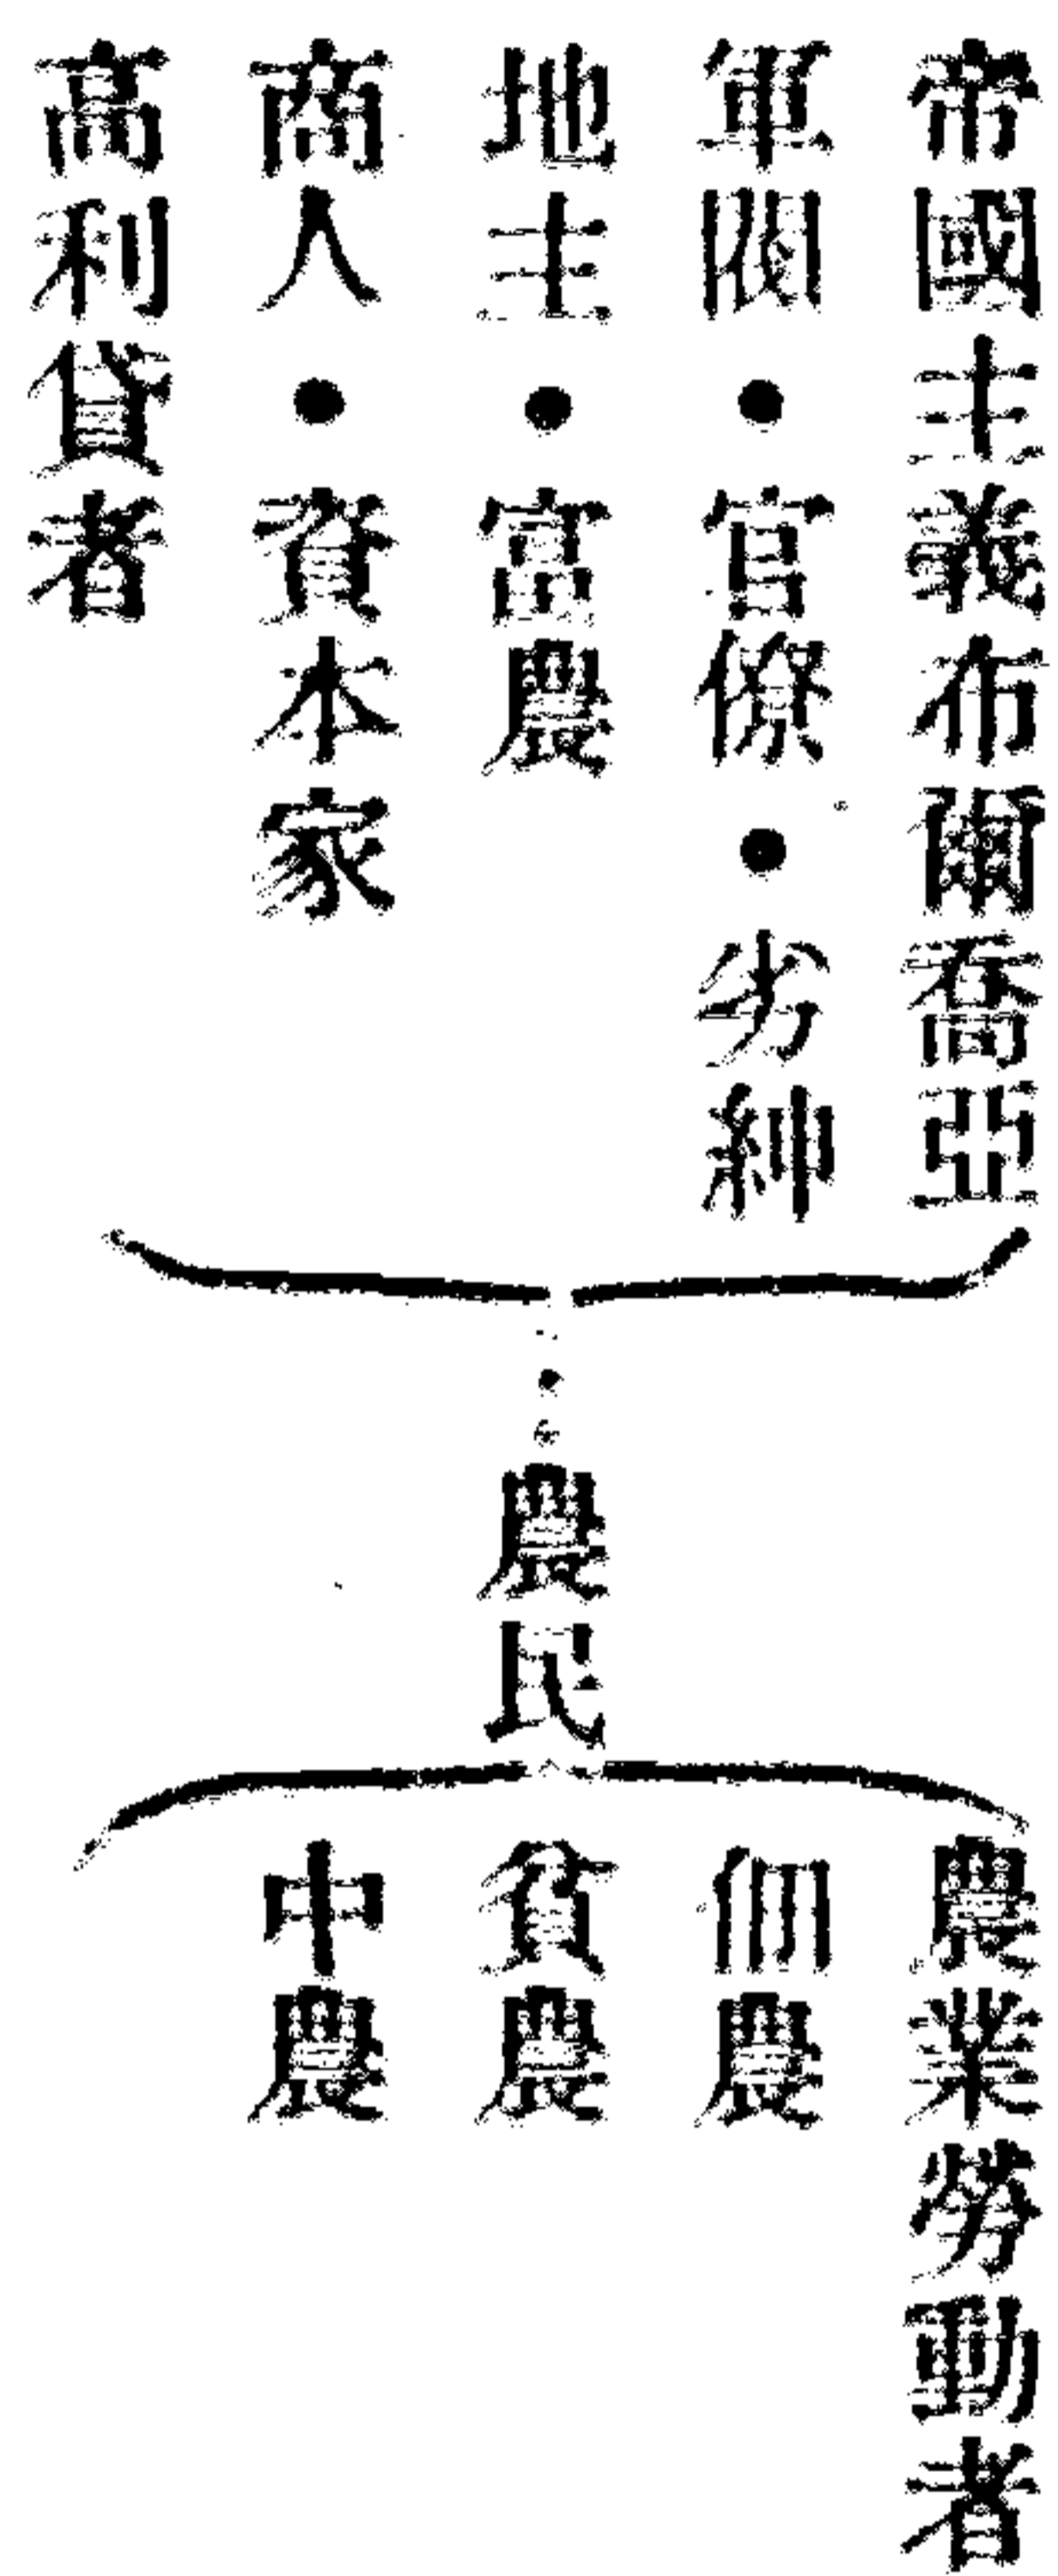 帝國主義布爾喬亞
軍閥●官僚●劣紳
地主●富農
商人●資本家
高利貸者
農民
農業勞動者
佃農
貧農
中農